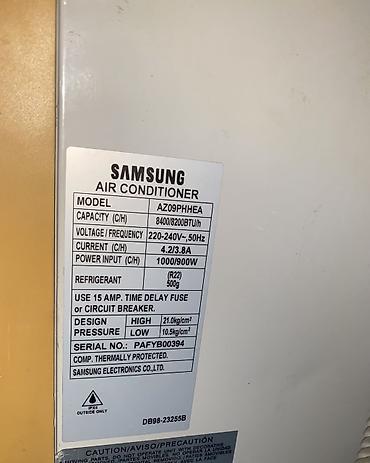 SAMSUNG
AIR CONDITIONER
MODEL AZ09PHHEA
CAPACITY (C/H) 8400/8200BTU/h
VOLTAGE / FREQUENCY 220-240V~,50Hz
CURRENT (C/H) 4.2/3.8A
POWER INPUT (C/H) 1000/900W
REFRIGERANT (R22) 500g
USE 15 AMP. TIME DELAY FUSE
or CIRCUIT BREAKER.
DESIGN PRESSURE HIGH 21.0kg/cm²
LOW 10.5kg/cm²
SERIAL NO.: PAFYB00394
COMP. THERMALLY PROTECTED.
SAMSUNG ELECTRONICS CO.,LTD.
IPX4
OUTSIDE ONLY
DB98-23255B
CAUTION/AVISO/PRECAUTION